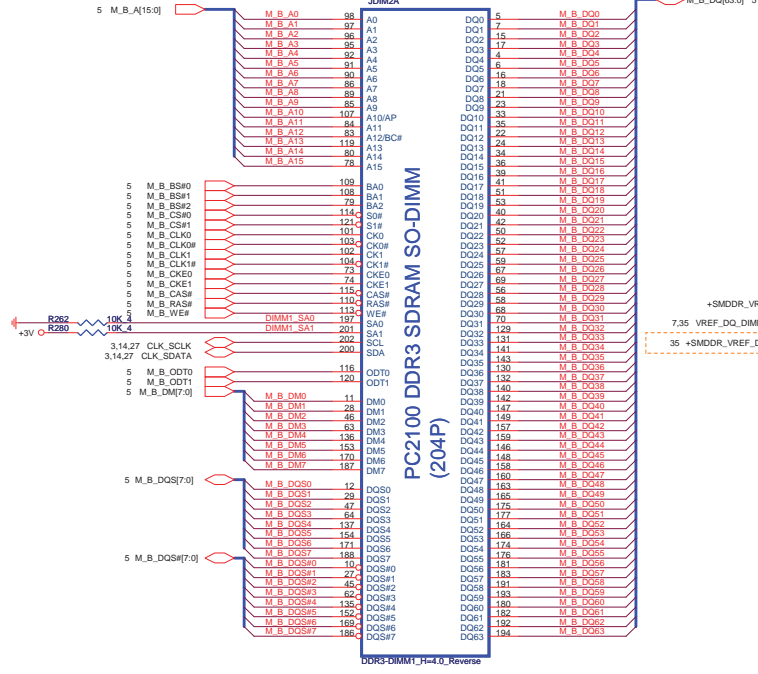 JDIM2A
5 M_B_A[15:0]
M_B_DQ[63:0] 5
M_B_A0 98 A0
M_B_A1 97 A1
M_B_A2 96 A2
M_B_A3 95 A3
M_B_A4 92 A4
M_B_A5 91 A5
M_B_A6 90 A6
M_B_A7 86 A7
M_B_A8 89 A8
M_B_A9 85 A9
M_B_A10 107 A10/AP
M_B_A11 84 A11
M_B_A12 83 A12/BC#
M_B_A13 119 A13
M_B_A14 80 A14
M_B_A15 78 A15
5 M_B_BS#0 109 BA0
5 M_B_BS#1 108 BA1
5 M_B_BS#2 79 BA2
5 M_B_CS#0 114 S0#
5 M_B_CS#1 121 S1#
5 M_B_CLK0 101 CK0
5 M_B_CLK0# 103 CK0#
5 M_B_CLK1 102 CK1
5 M_B_CLK1# 104 CK1#
5 M_B_CKE0 73 CKE0
5 M_B_CKE1 74 CKE1
5 M_B_CAS# 115 CAS#
5 M_B_RAS# 110 RAS#
5 M_B_WE# 113 WE#
R262 10K_4 DIMM1_SA0 197 SA0
+3V R280 10K_4 DIMM1_SA1 201 SA1
3,14,27 CLK_SCLK 202 SCL
3,14,27 CLK_SDATA 200 SDA
5 M_B_ODT0 116 ODT0
5 M_B_ODT1 120 ODT1
5 M_B_DM[7:0]
M_B_DM0 11 DM0
M_B_DM1 28 DM1
M_B_DM2 46 DM2
M_B_DM3 63 DM3
M_B_DM4 136 DM4
M_B_DM5 153 DM5
M_B_DM6 170 DM6
M_B_DM7 187 DM7
5 M_B_DQS[7:0]
M_B_DQS0 12 DQS0
M_B_DQS1 29 DQS1
M_B_DQS2 47 DQS2
M_B_DQS3 64 DQS3
M_B_DQS4 137 DQS4
M_B_DQS5 154 DQS5
M_B_DQS6 171 DQS6
M_B_DQS7 188 DQS7
5 M_B_DQS#[7:0]
M_B_DQS#0 10 DQS#0
M_B_DQS#1 27 DQS#1
M_B_DQS#2 45 DQS#2
M_B_DQS#3 62 DQS#3
M_B_DQS#4 135 DQS#4
M_B_DQS#5 152 DQS#5
M_B_DQS#6 169 DQS#6
M_B_DQS#7 186 DQS#7
PC2100 DDR3 SDRAM SO-DIMM
(204P)
DQ0 5 M_B_DQ0
DQ1 7 M_B_DQ1
DQ2 15 M_B_DQ2
DQ3 17 M_B_DQ3
DQ4 4 M_B_DQ4
DQ5 6 M_B_DQ5
DQ6 16 M_B_DQ6
DQ7 18 M_B_DQ7
DQ8 21 M_B_DQ8
DQ9 23 M_B_DQ9
DQ10 33 M_B_DQ10
DQ11 35 M_B_DQ11
DQ12 22 M_B_DQ12
DQ13 24 M_B_DQ13
DQ14 34 M_B_DQ14
DQ15 36 M_B_DQ15
DQ16 39 M_B_DQ16
DQ17 41 M_B_DQ17
DQ18 51 M_B_DQ18
DQ19 53 M_B_DQ19
DQ20 40 M_B_DQ20
DQ21 42 M_B_DQ21
DQ22 50 M_B_DQ22
DQ23 52 M_B_DQ23
DQ24 57 M_B_DQ24
DQ25 59 M_B_DQ25
DQ26 67 M_B_DQ26
DQ27 69 M_B_DQ27
DQ28 56 M_B_DQ28
DQ29 58 M_B_DQ29
DQ30 68 M_B_DQ30
DQ31 70 M_B_DQ31
DQ32 129 M_B_DQ32
DQ33 131 M_B_DQ33
DQ34 141 M_B_DQ34
DQ35 143 M_B_DQ35
DQ36 130 M_B_DQ36
DQ37 132 M_B_DQ37
DQ38 140 M_B_DQ38
DQ39 142 M_B_DQ39
DQ40 147 M_B_DQ40
DQ41 149 M_B_DQ41
DQ42 157 M_B_DQ42
DQ43 159 M_B_DQ43
DQ44 146 M_B_DQ44
DQ45 148 M_B_DQ45
DQ46 158 M_B_DQ46
DQ47 160 M_B_DQ47
DQ48 163 M_B_DQ48
DQ49 165 M_B_DQ49
DQ50 175 M_B_DQ50
DQ51 177 M_B_DQ51
DQ52 164 M_B_DQ52
DQ53 166 M_B_DQ53
DQ54 174 M_B_DQ54
DQ55 176 M_B_DQ55
DQ56 181 M_B_DQ56
DQ57 183 M_B_DQ57
DQ58 191 M_B_DQ58
DQ59 193 M_B_DQ59
DQ60 180 M_B_DQ60
DQ61 182 M_B_DQ61
DQ62 192 M_B_DQ62
DQ63 194 M_B_DQ63
+SMDDR_VR
7,35 VREF_DQ_DIM
35 +SMDDR_VREF_D
DDR3-DIMM1_H=4.0_Reverse